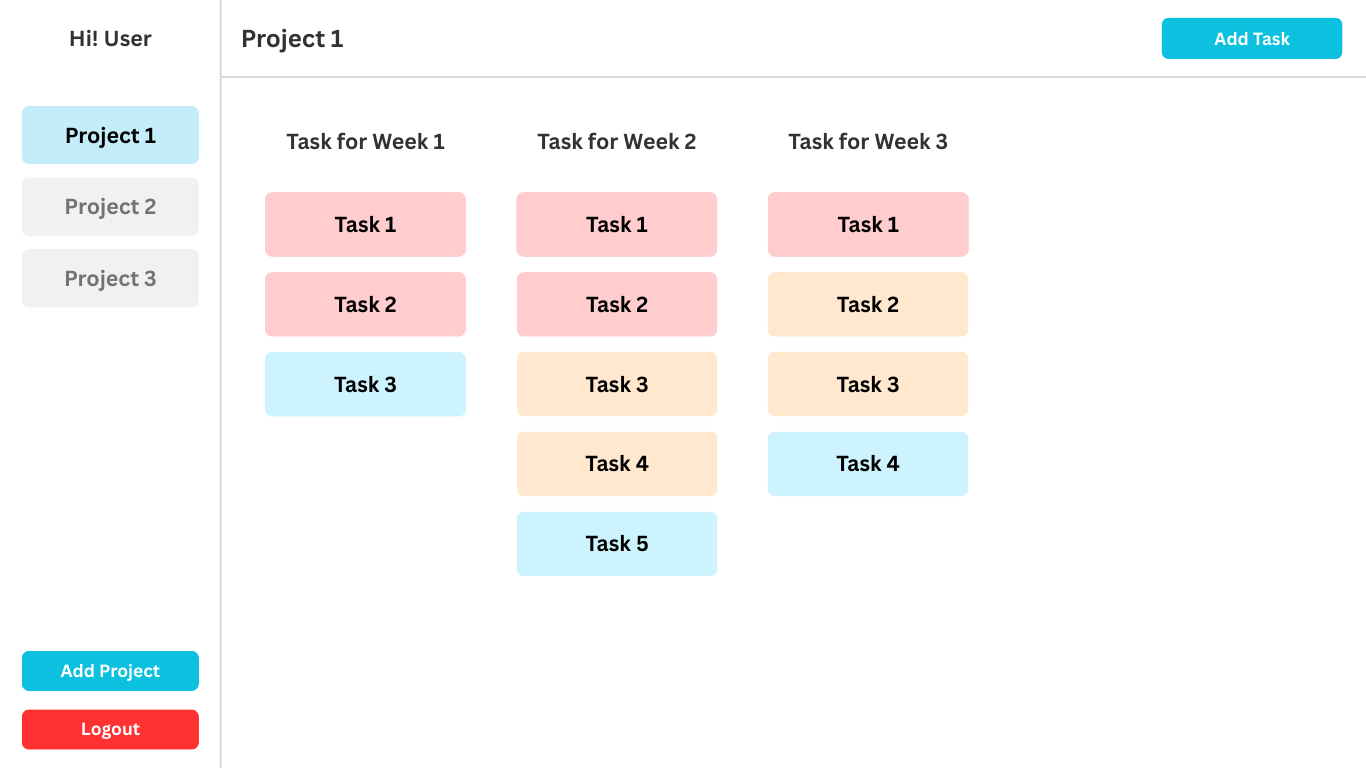 Hi! User
Project 1
Project 2
Project 3
Add Project
Logout
Project 1
Add Task
Task for Week 1
Task 1
Task 2
Task 3
Task for Week 2
Task 1
Task 2
Task 3
Task 4
Task 5
Task for Week 3
Task 1
Task 2
Task 3
Task 4